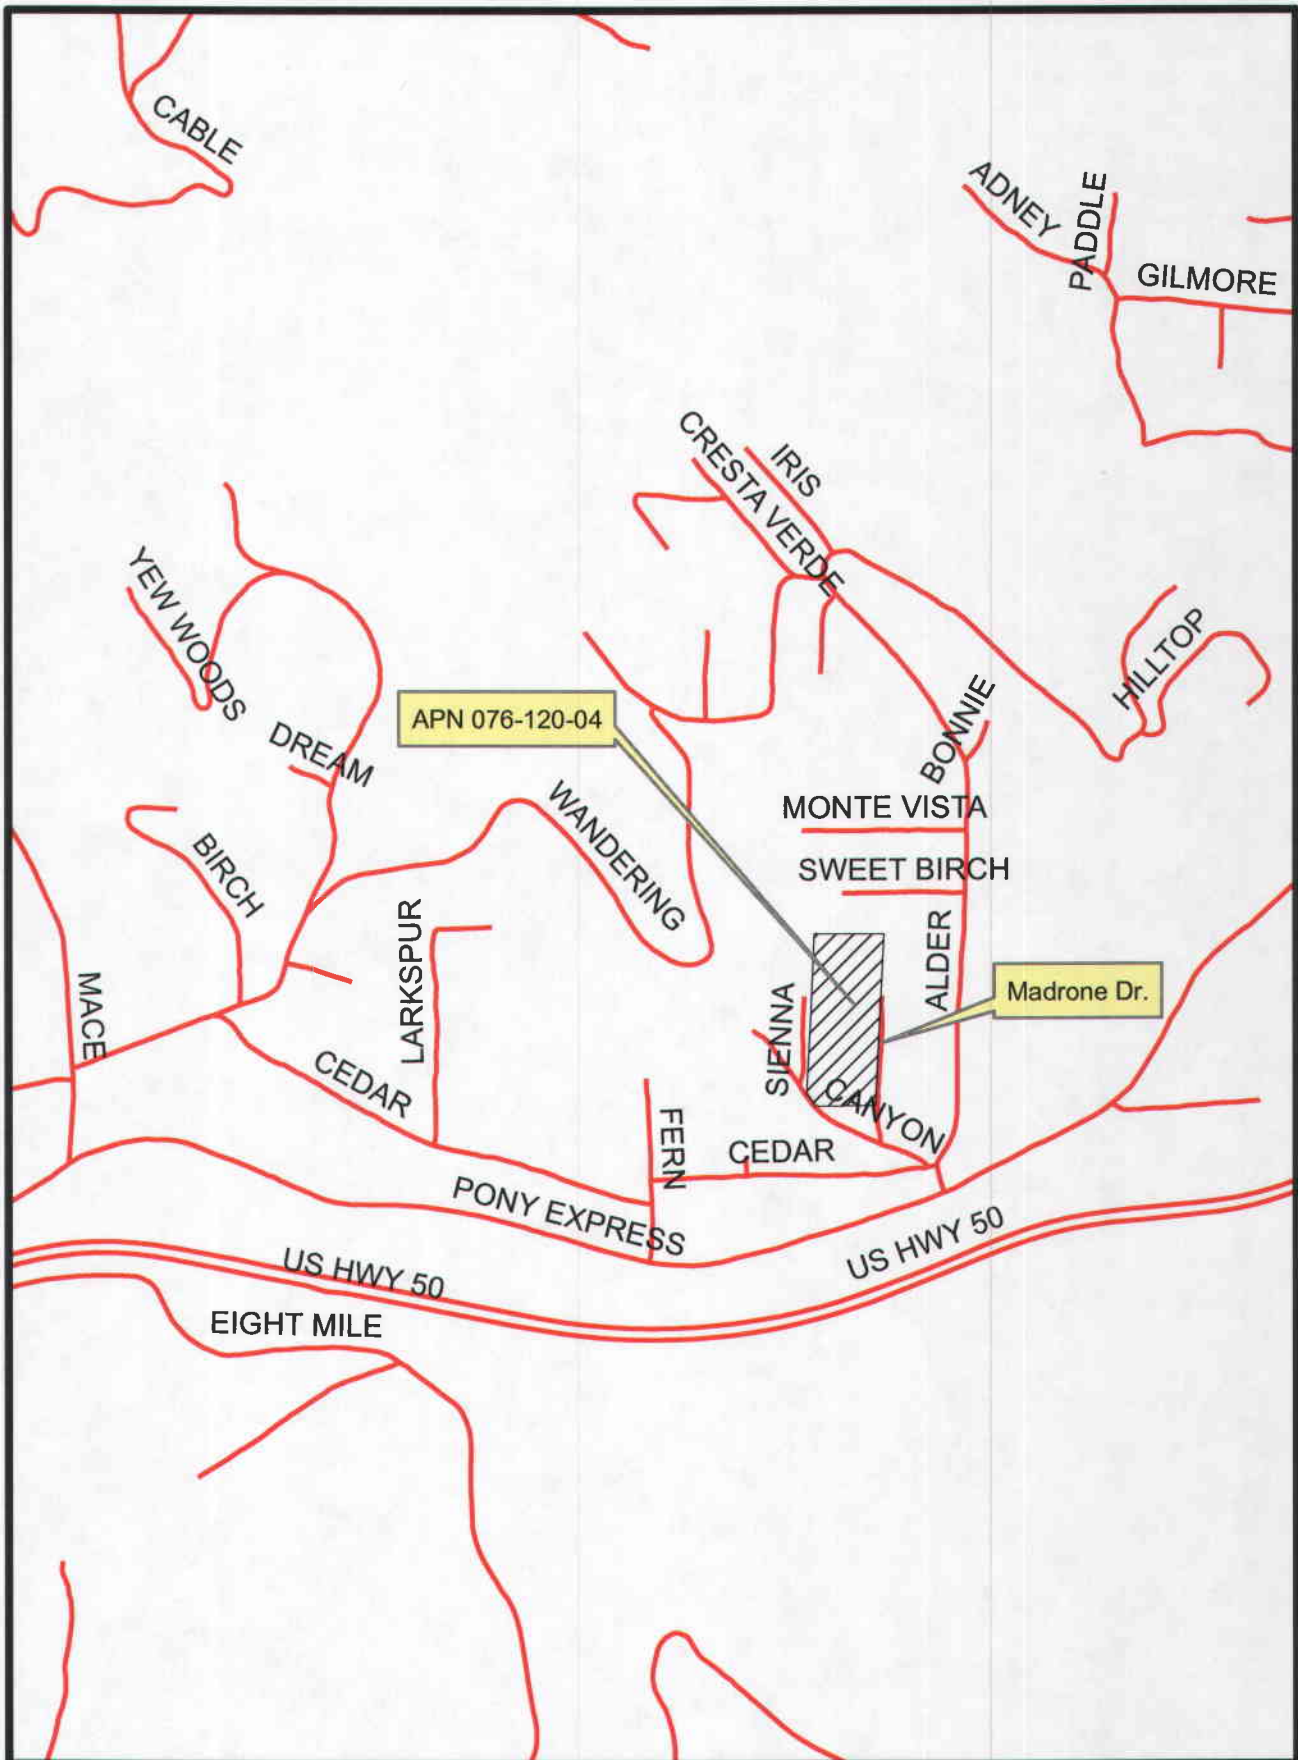 CABLE
ADNEY
PADDLE
GILMORE
CRESTA VERDE
IRIS
YEW WOODS
HILLTOP
APN 076-120-04
BONNIE
DREAM
WANDERING
MONTE VISTA
BIRCH
SWEET BIRCH
LARKSPUR
ALDER
MACE
SIENNA
Madrone Dr.
CEDAR
CANYON
FERN
CEDAR
PONY EXPRESS
US HWY 50
US HWY 50
EIGHT MILE